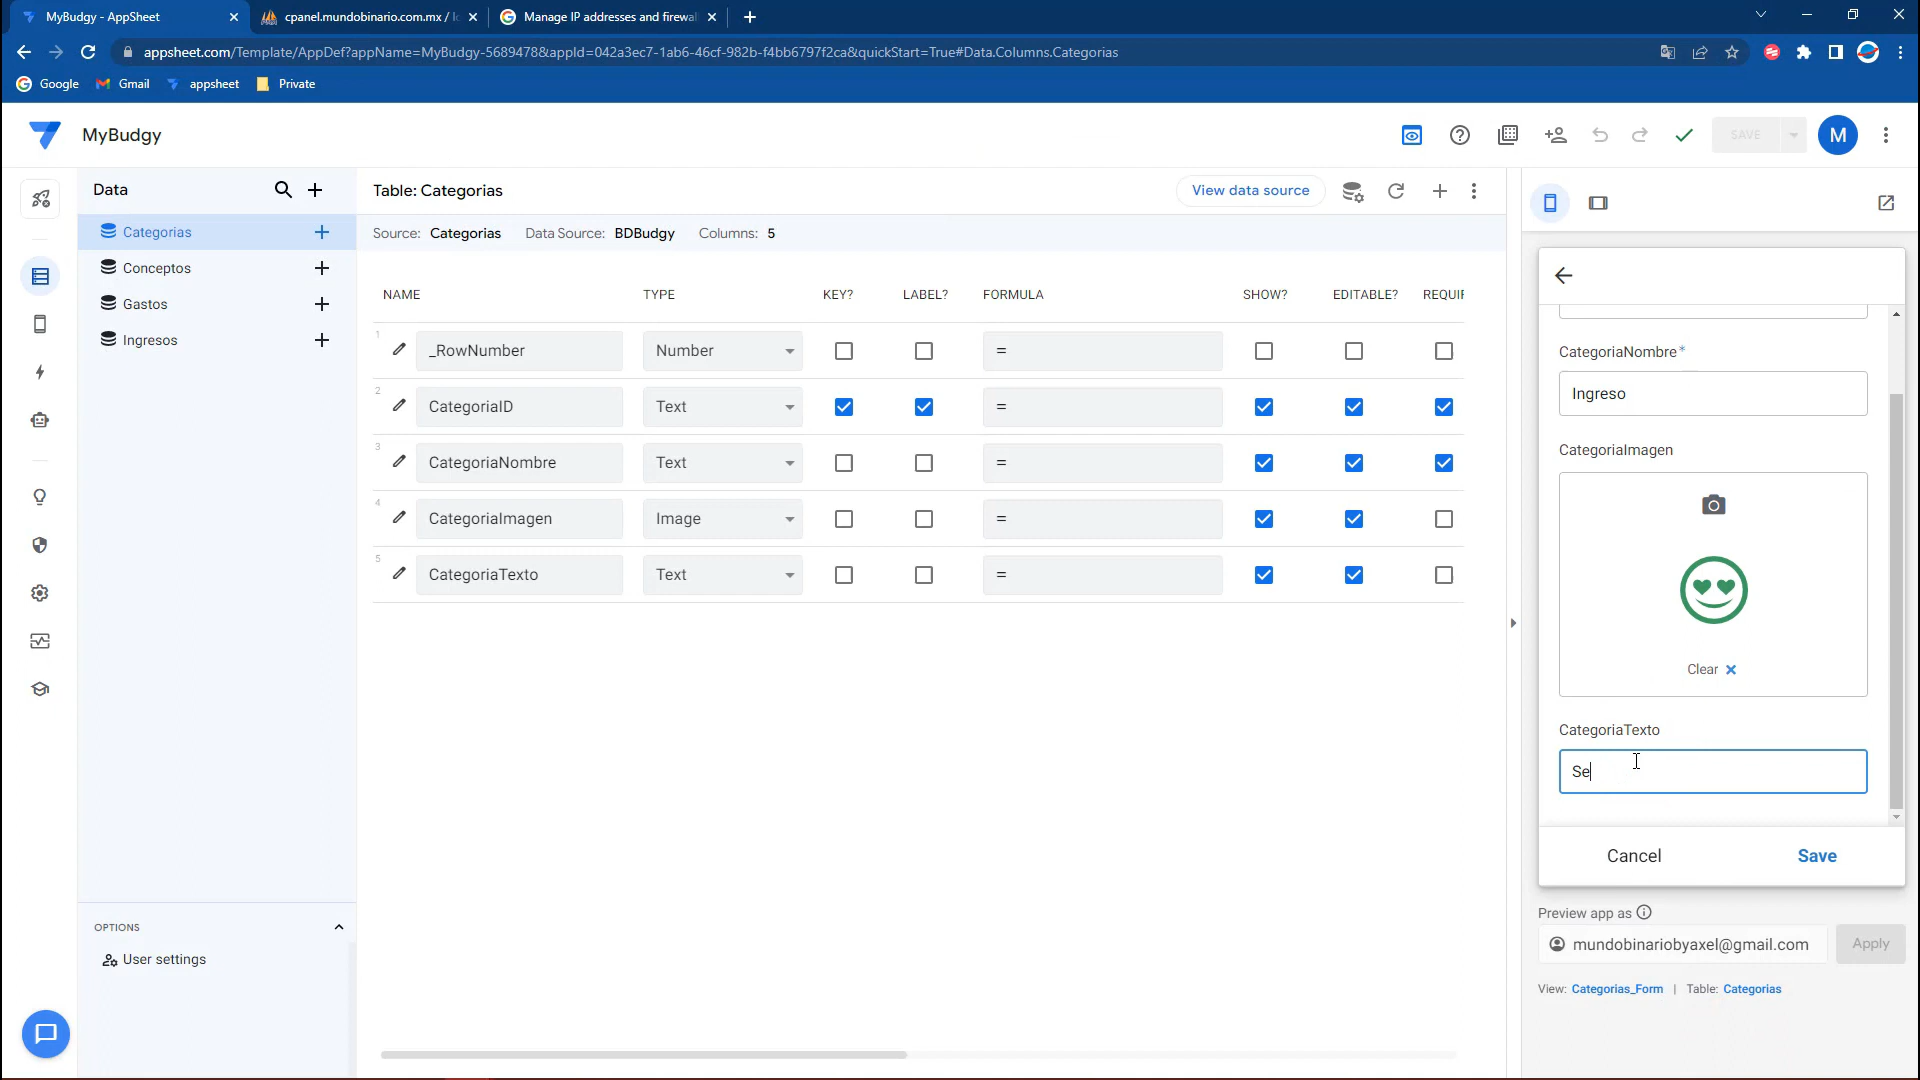 MyBudgy - AppSheet
cpanel.mundobinario.com.mx / lo
Manage IP addresses and firewa
appsheet.com/Template/AppDef?appName=MyBudgy-5689478&appId=042a3ec7-1ab6-46cf-982b-f4bb6797f2ca&quickStart=True#Data.Columns.Categorias
Google
Gmail
appsheet
Private
MyBudgy
SAVE
M
Data
Table: Categorias
View data source
Categorias
Source: Categorias Data Source: BDBudgy Columns: 5
Conceptos
Gastos
Ingresos
NAME TYPE KEY? LABEL? FORMULA SHOW? EDITABLE? REQUIR
1 _RowNumber Number =
2 CategoriaID Text =
3 CategoriaNombre Text =
4 CategoriaImagen Image =
5 CategoriaTexto Text =
CategoriaNombre*
Ingreso
CategoriaImagen
Clear
CategoriaTexto
Se
Cancel Save
OPTIONS
User settings
Preview app as
mundobinariobyaxel@gmail.com
Apply
View: Categorias_Form | Table: Categorias